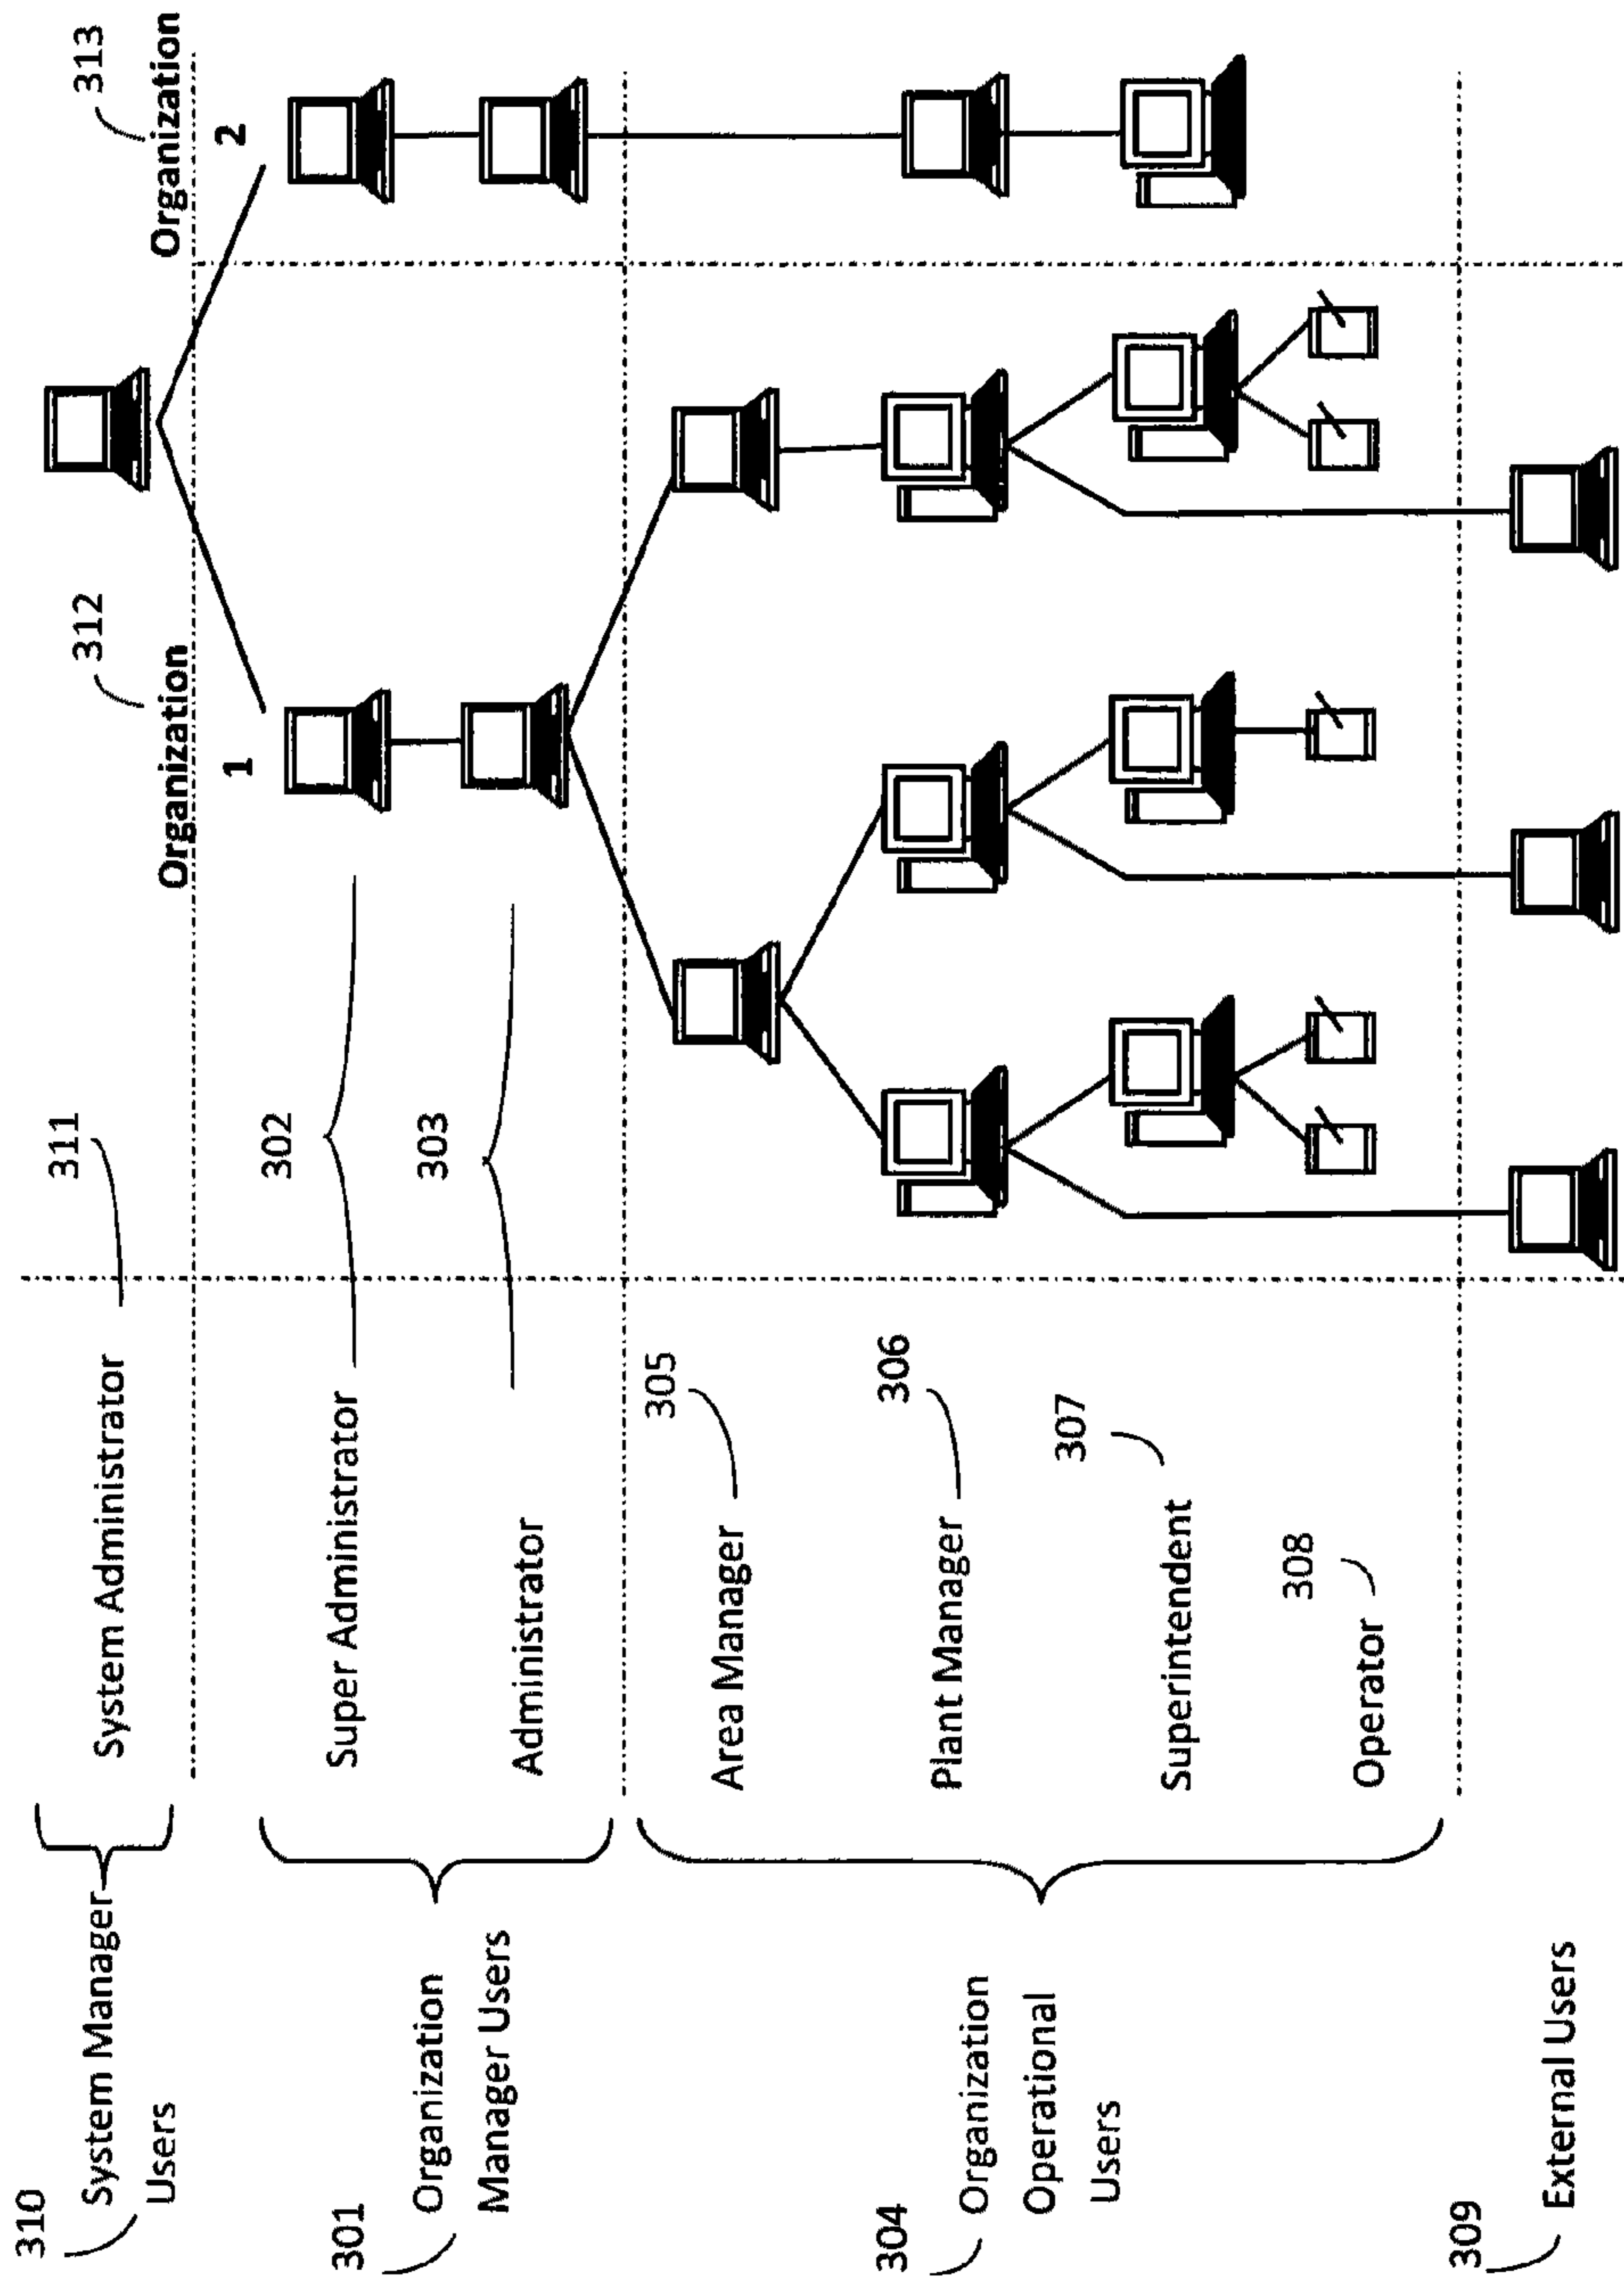 310
System Manager
Users
System Administrator
311
Organization
312
1
Organization
313
2
301
Organization
Manager Users
Super Administrator
302
Administrator
303
304
Organization
Operational
Users
Area Manager
305
Plant Manager
306
Superintendent
307
Operator
308
309
External Users